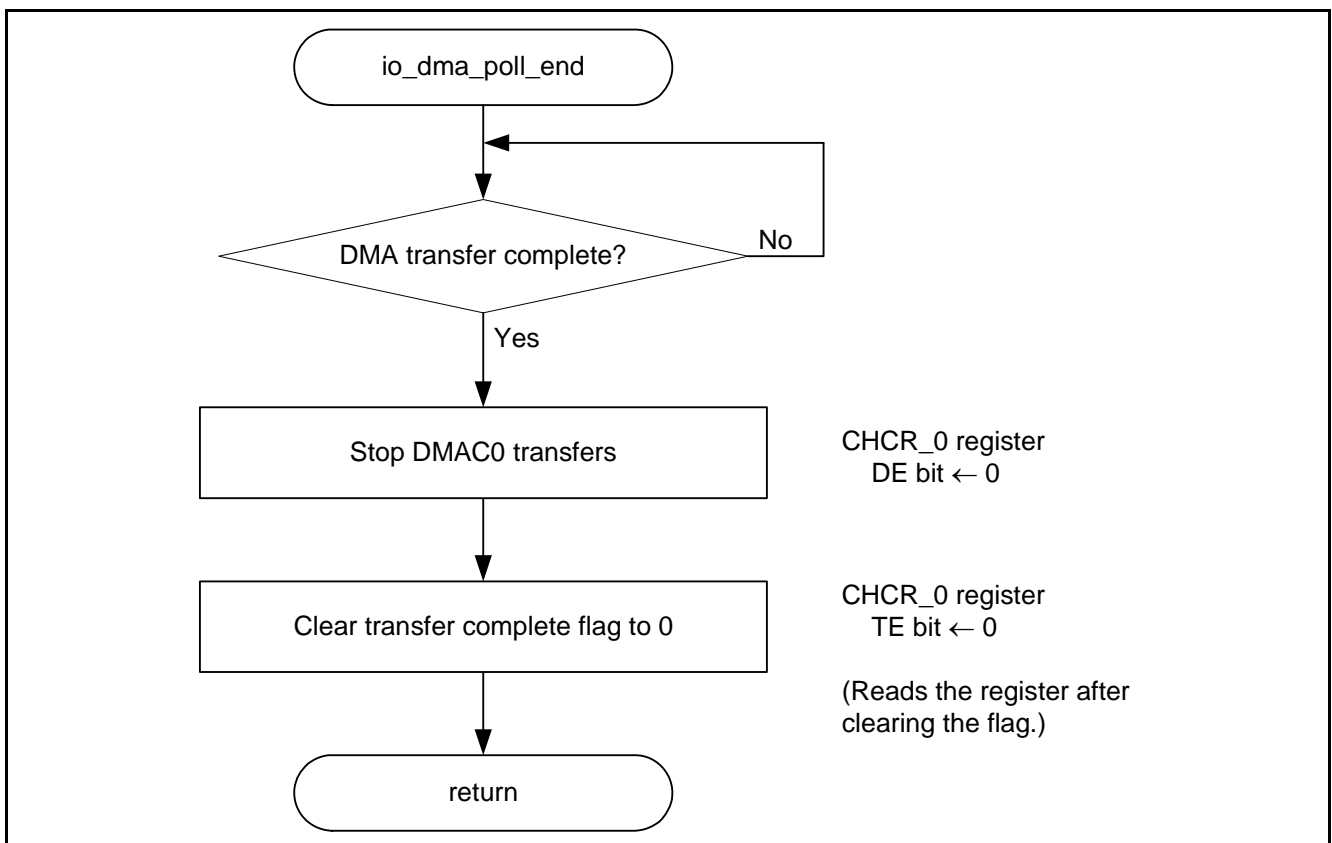 io_dma_poll_end
DMA transfer complete?
No
Yes
Stop DMAC0 transfers
CHCR_0 register
DE bit ← 0
Clear transfer complete flag to 0
CHCR_0 register
TE bit ← 0
(Reads the register after
clearing the flag.)
return